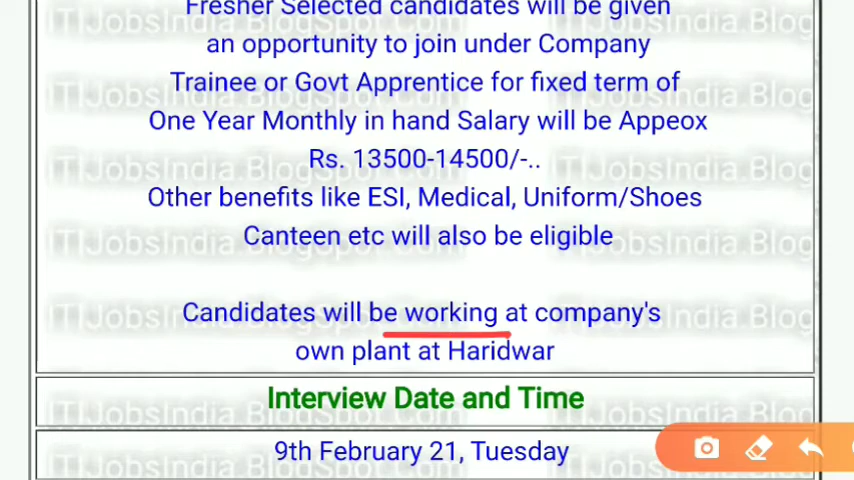 Fresher Selected candidates will be given
an opportunity to join under Company
Trainee or Govt Apprentice for fixed term of
One Year Monthly in hand Salary will be Appeox
Rs. 13500-14500/-..
Other benefits like ESI, Medical, Uniform/Shoes
Canteen etc will also be eligible
Candidates will be working at company's
own plant at Haridwar
Interview Date and Time
9th February 21, Tuesday